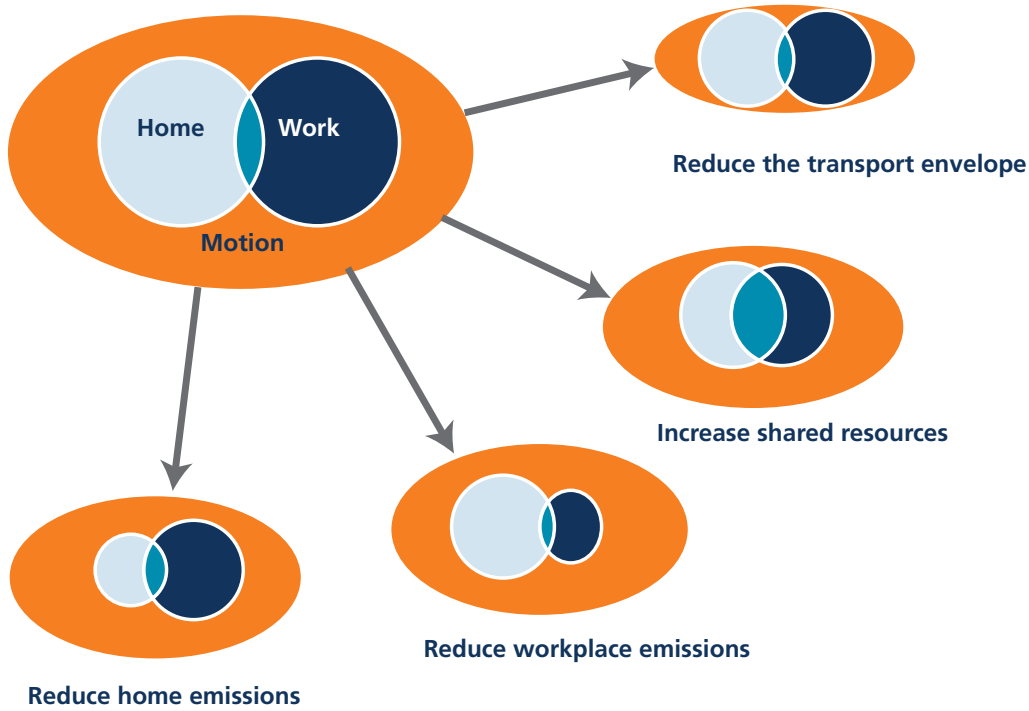 Home
Work
Motion
Reduce the transport envelope
Increase shared resources
Reduce workplace emissions
Reduce home emissions